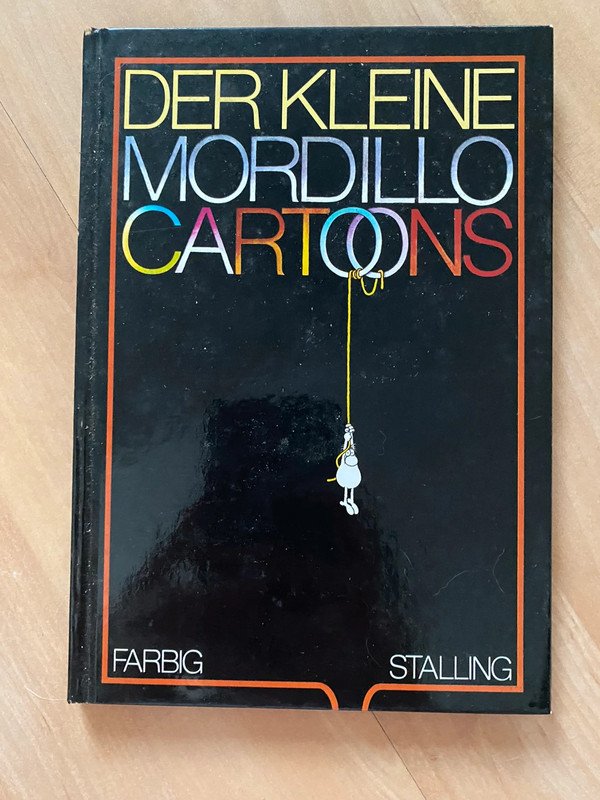 DER KLEINE
MORDILLO
CARTOONS
FARBIG STALLING